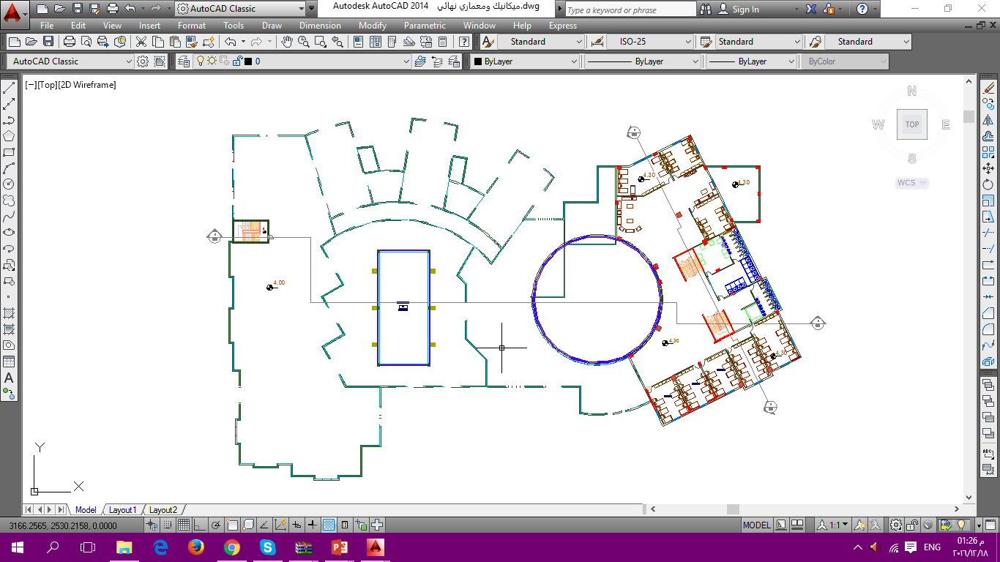 Autodesk AutoCAD 2014 ميكانيك ومعماري نهائي.dwg
AutoCAD Classic
Type a keyword or phrase
Sign In
File Edit View Insert Format Tools Draw Dimension Modify Parametric Window Help Express
Standard ISO-25 Standard Standard
AutoCAD Classic 0 ByLayer ByLayer ByLayer ByColor
[−][Top][2D Wireframe]
N
W TOP E
S
WCS
4.30
4.30
4.00
4.30
4.30
Y
X
A
ABC
Model Layout1 Layout2
3166.2565, 2530.2158, 0.0000
MODEL 1:1
ENG
01:26 م
٢٠١٦/١٢/١٨